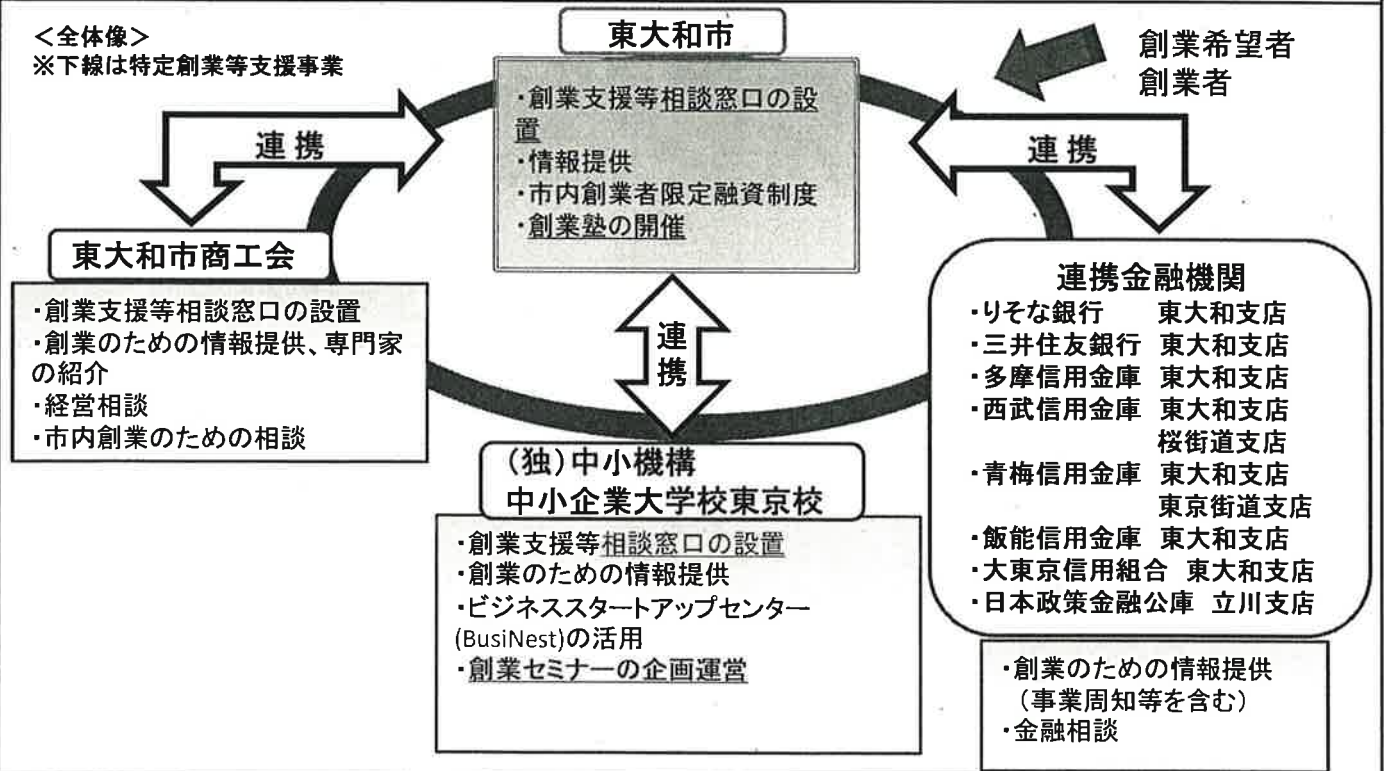 ＜全体像＞
※下線は特定創業等支援事業
東大和市
・創業支援等相談窓口の設
置
・情報提供
・市内創業者限定融資制度
・創業塾の開催
創業希望者
創業者
連携
連携
連
携
東大和市商工会
・創業支援等相談窓口の設置
・創業のための情報提供、専門家
の紹介
・経営相談
・市内創業のための相談
(独)中小機構
中小企業大学校東京校
・創業支援等相談窓口の設置
・創業のための情報提供
・ビジネススタートアップセンター
(BusiNest)の活用
・創業セミナーの企画運営
連携金融機関
・りそな銀行 東大和支店
・三井住友銀行 東大和支店
・多摩信用金庫 東大和支店
・西武信用金庫 東大和支店
桜街道支店
・青梅信用金庫 東大和支店
東京街道支店
・飯能信用金庫 東大和支店
・大東京信用組合 東大和支店
・日本政策金融公庫 立川支店
・創業のための情報提供
（事業周知等を含む）
・金融相談